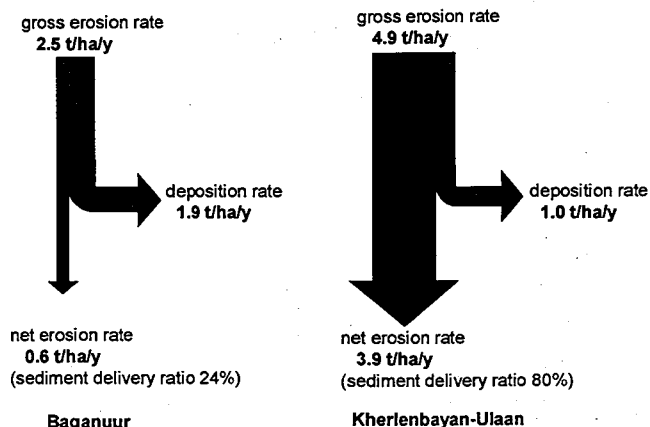 gross erosion rate
2.5 t/ha/y
deposition rate
1.9 t/ha/y
net erosion rate
0.6 t/ha/y
(sediment delivery ratio 24%)
Baganuur
gross erosion rate
4.9 t/ha/y
deposition rate
1.0 t/ha/y
net erosion rate
3.9 t/ha/y
(sediment delivery ratio 80%)
Kherlenbayan-Ulaan